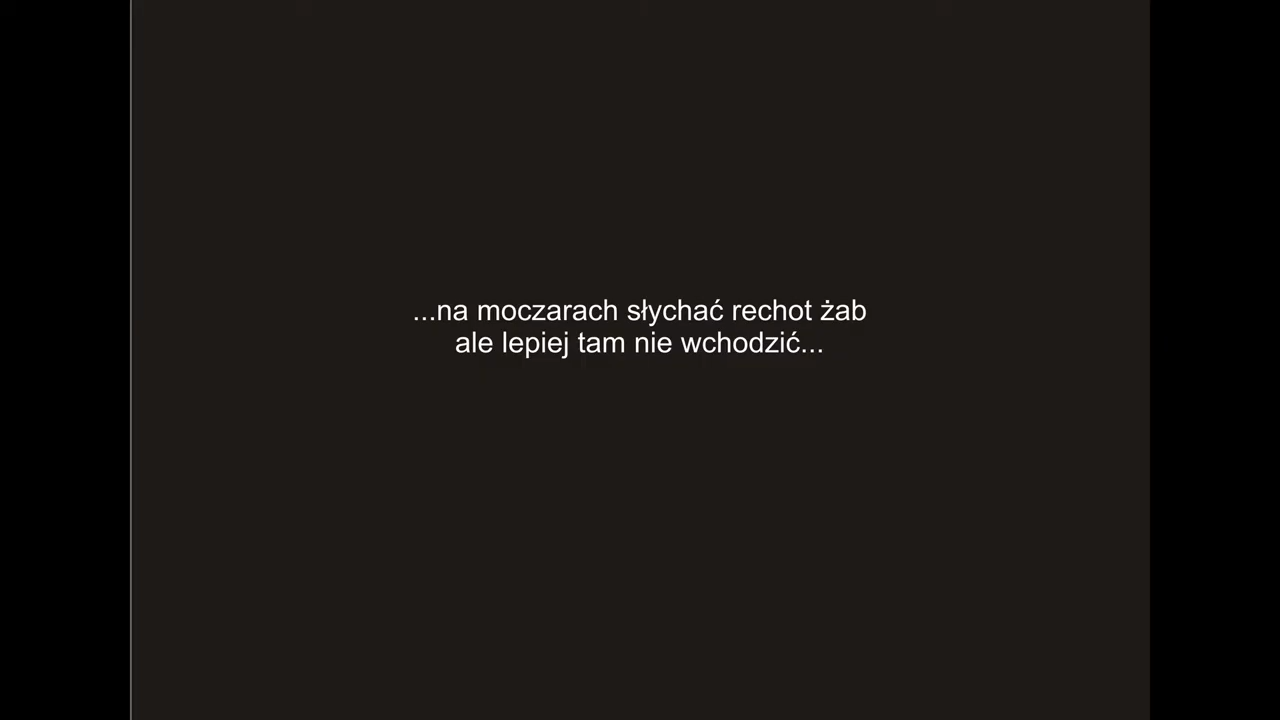 ...na moczarach słychać rechot żab
ale lepiej tam nie wchodzić...